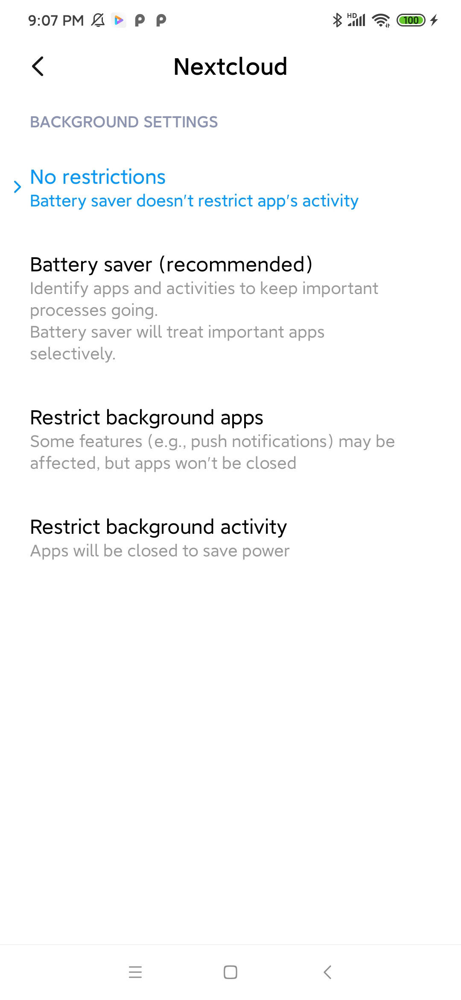 9:07 PM
HD
100
Nextcloud
BACKGROUND SETTINGS
No restrictions
Battery saver doesn't restrict app's activity
Battery saver (recommended)
Identify apps and activities to keep important
processes going.
Battery saver will treat important apps
selectively.
Restrict background apps
Some features (e.g., push notifications) may be
affected, but apps won't be closed
Restrict background activity
Apps will be closed to save power